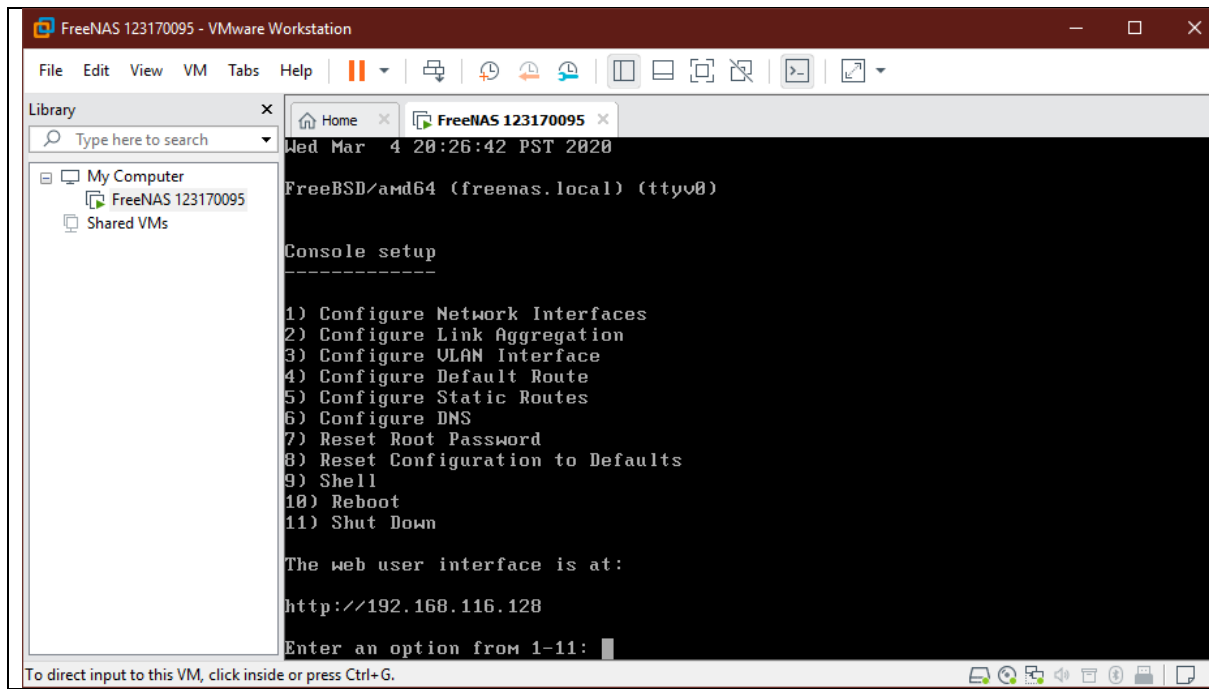 FreeNAS 123170095 - VMware Workstation
File Edit View VM Tabs Help
Library
Type here to search
My Computer
FreeNAS 123170095
Shared VMs
Home
FreeNAS 123170095
Wed Mar  4 20:26:42 PST 2020
FreeBSD/amd64 (freenas.local) (ttyv0)
Console setup
-------------
1) Configure Network Interfaces
2) Configure Link Aggregation
3) Configure VLAN Interface
4) Configure Default Route
5) Configure Static Routes
6) Configure DNS
7) Reset Root Password
8) Reset Configuration to Defaults
9) Shell
10) Reboot
11) Shut Down
The web user interface is at:
http://192.168.116.128
Enter an option from 1-11:
To direct input to this VM, click inside or press Ctrl+G.